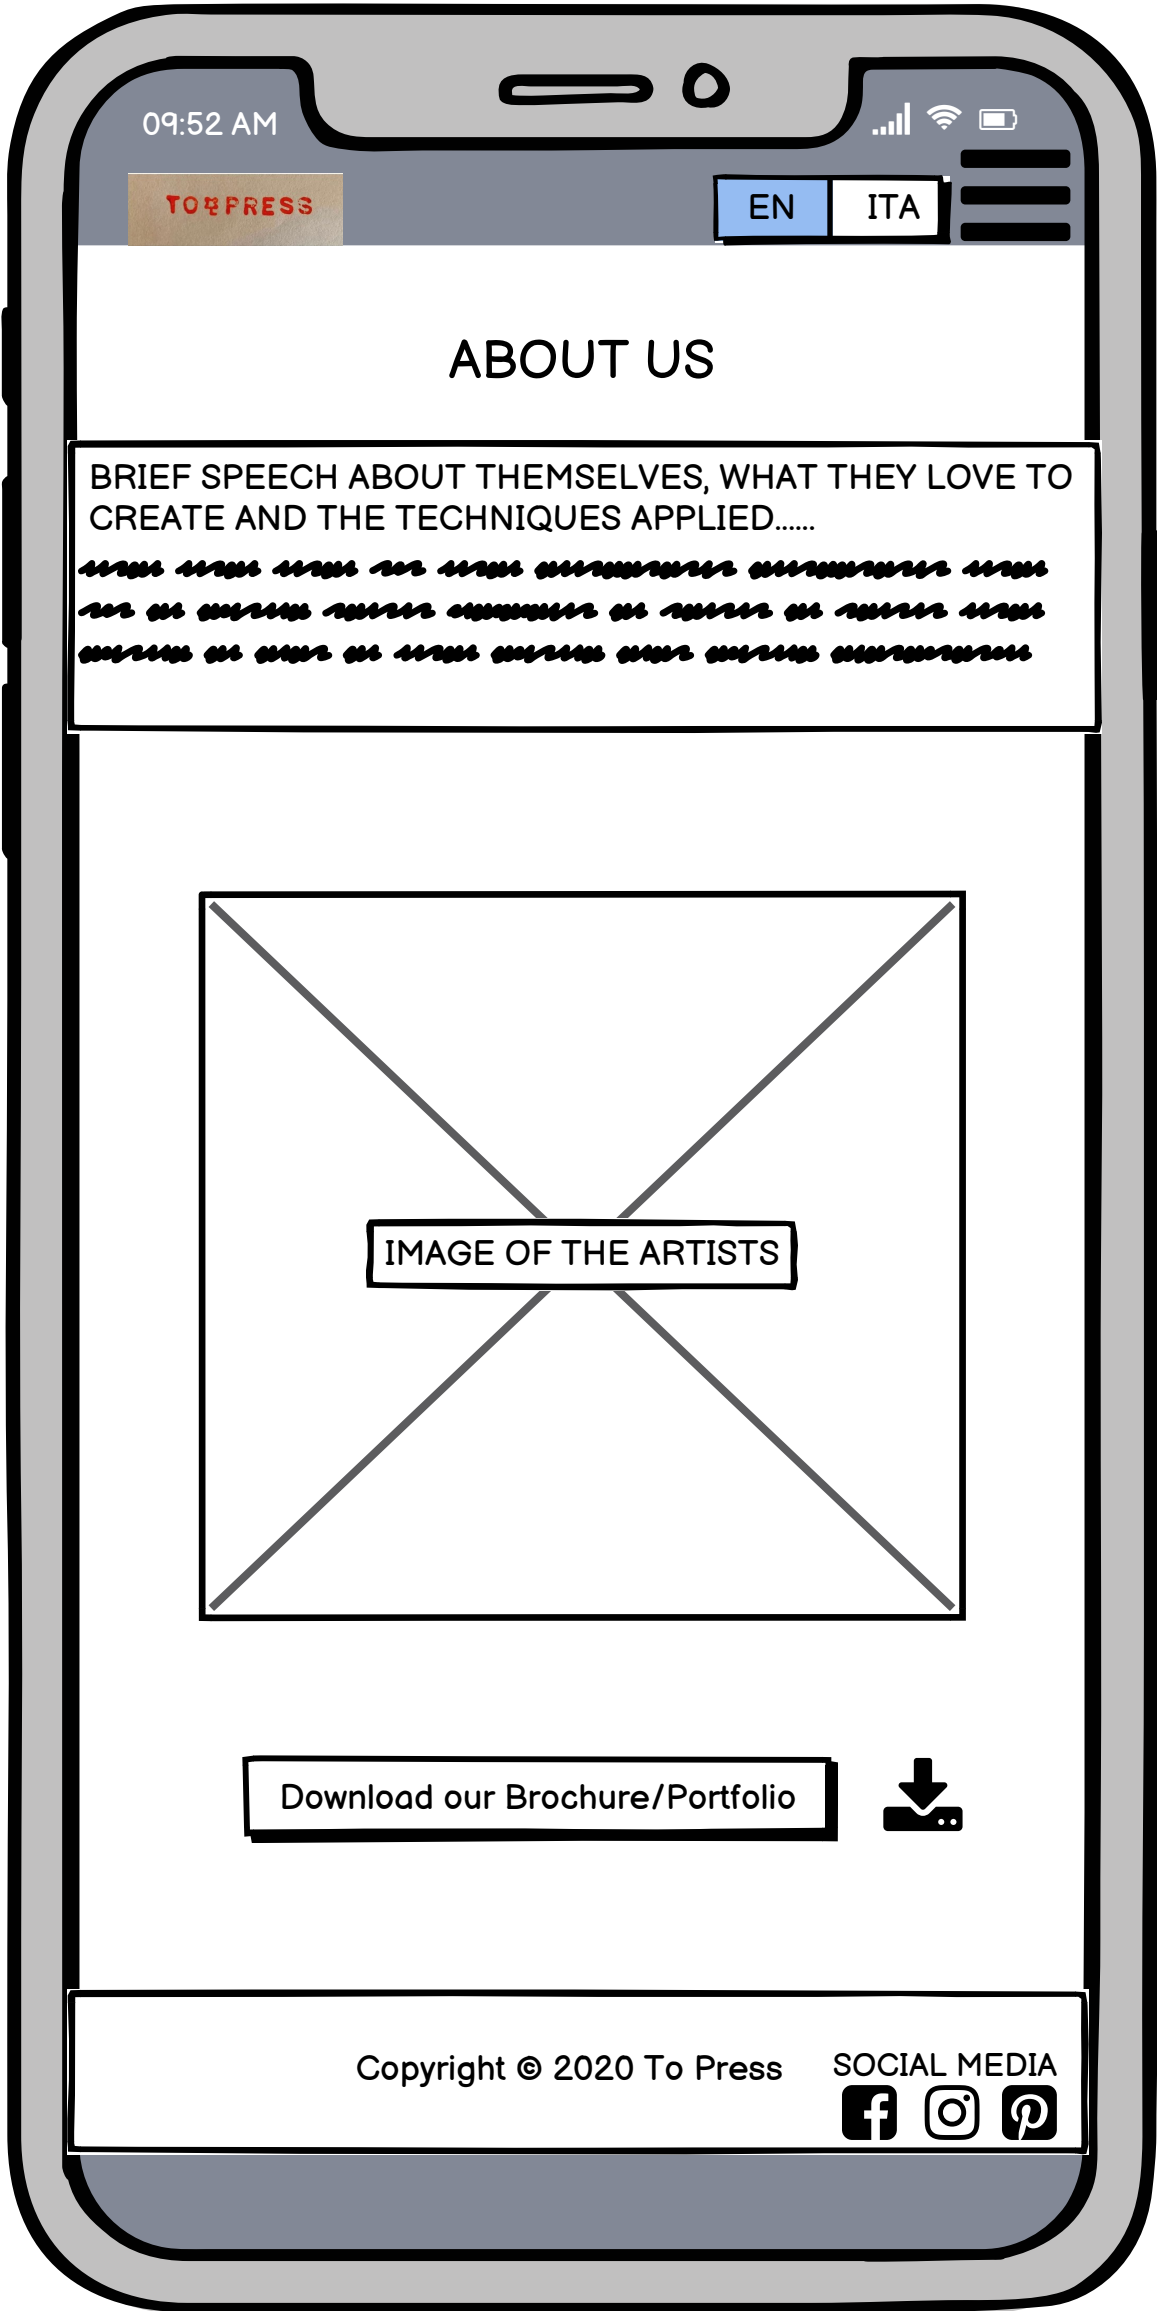 09:52 AM
TO PRESS
EN ITA
ABOUT US
BRIEF SPEECH ABOUT THEMSELVES, WHAT THEY LOVE TO
CREATE AND THE TECHNIQUES APPLIED......
IMAGE OF THE ARTISTS
Download our Brochure/Portfolio
Copyright © 2020 To Press
SOCIAL MEDIA